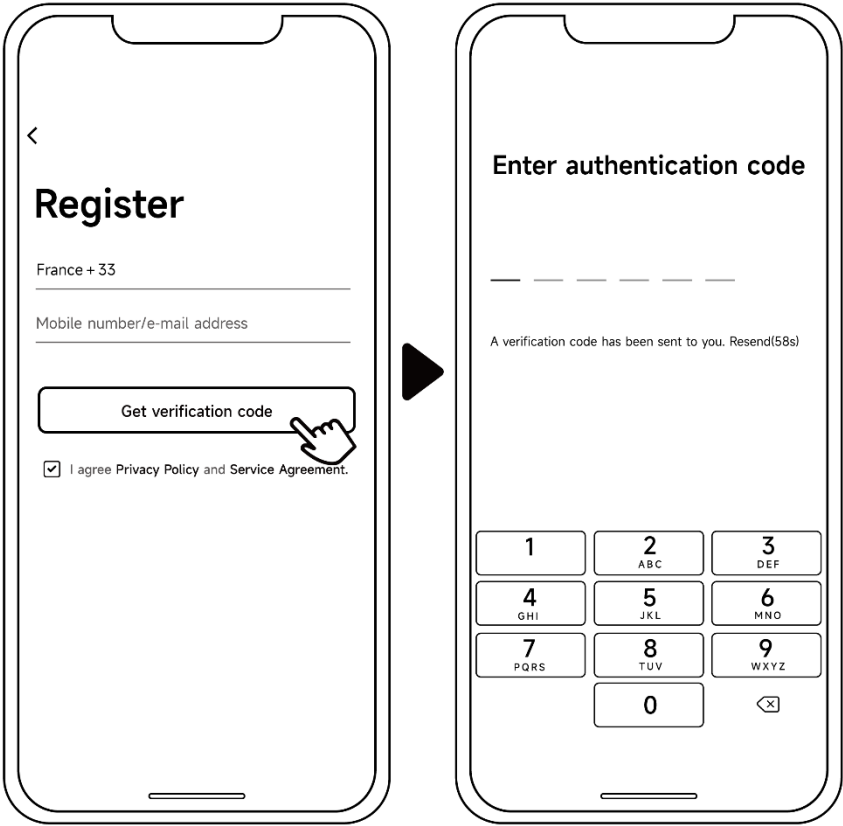 Register
France + 33
Mobile number/e-mail address
Get verification code
I agree Privacy Policy and Service Agreement.
Enter authentication code
A verification code has been sent to you. Resend(58s)
1
2
ABC
3
DEF
4
GHI
5
JKL
6
MNO
7
PQRS
8
TUV
9
WXYZ
0